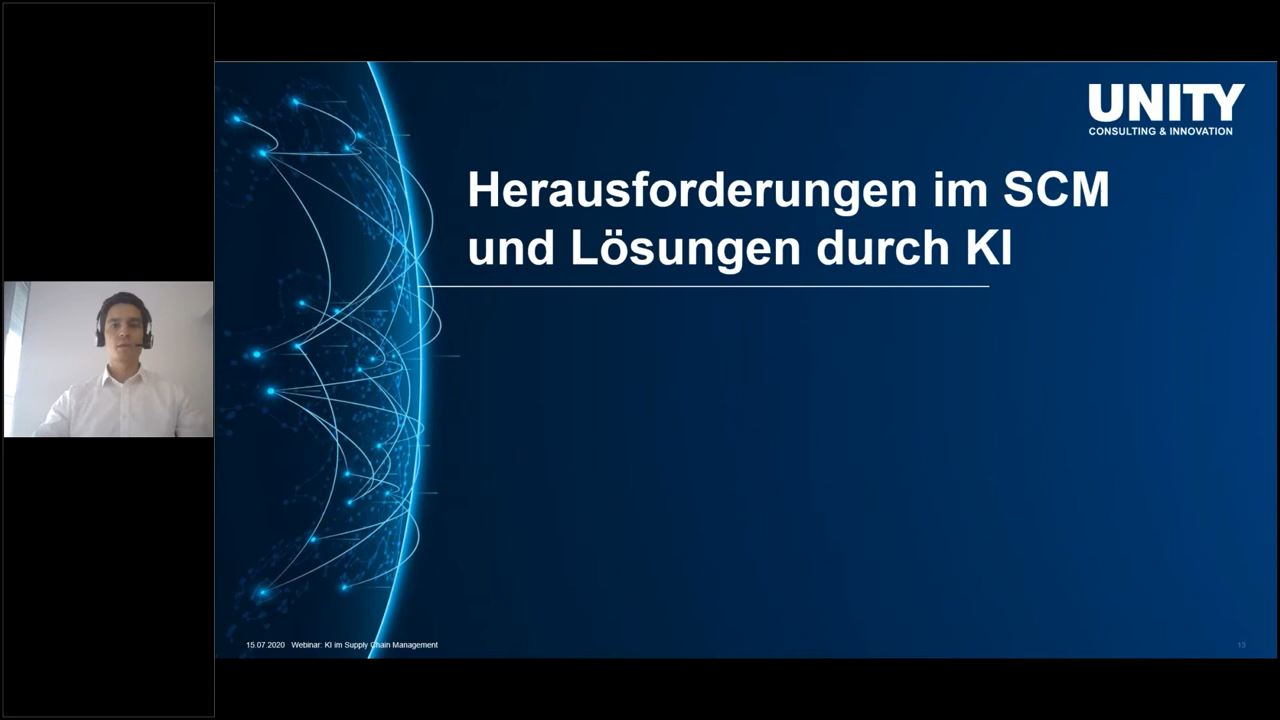 UNITY
CONSULTING & INNOVATION
Herausforderungen im SCM
und Lösungen durch KI
15.07.2020 Webinar: KI im Supply Chain Management
13